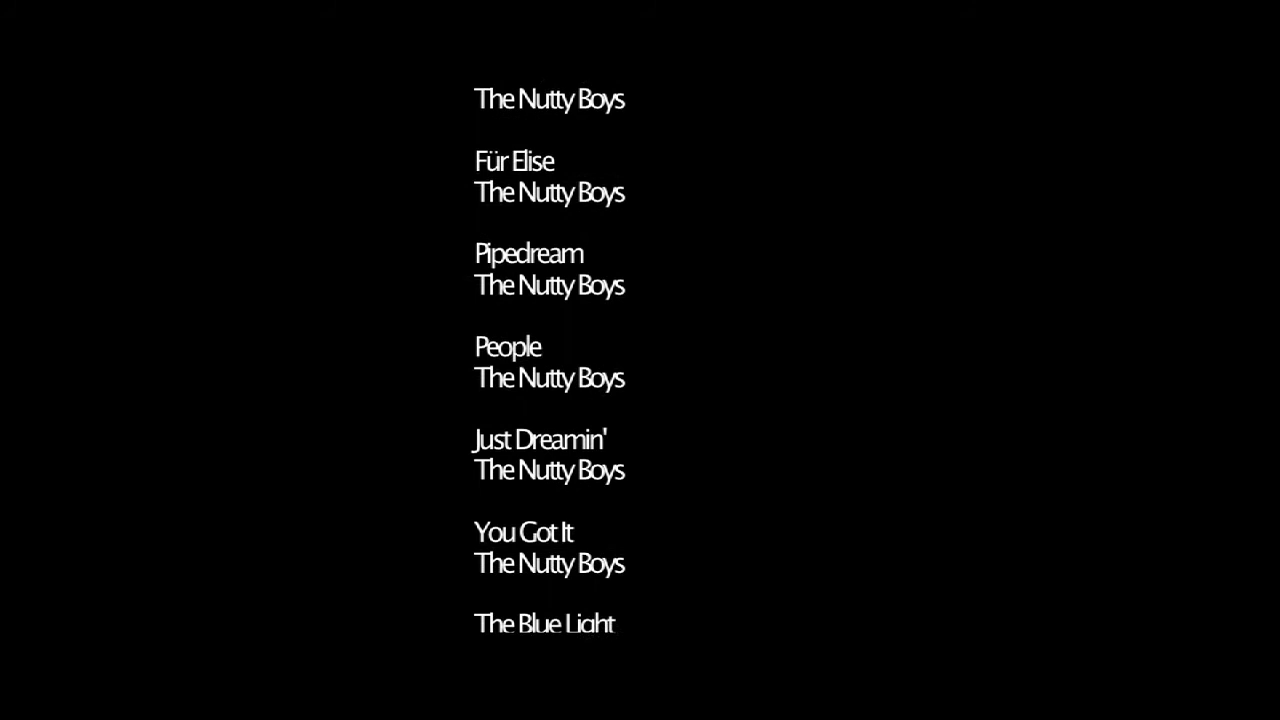 The Nutty Boys
Für Elise
The Nutty Boys
Pipedream
The Nutty Boys
People
The Nutty Boys
Just Dreamin'
The Nutty Boys
You Got It
The Nutty Boys
The Blue Light